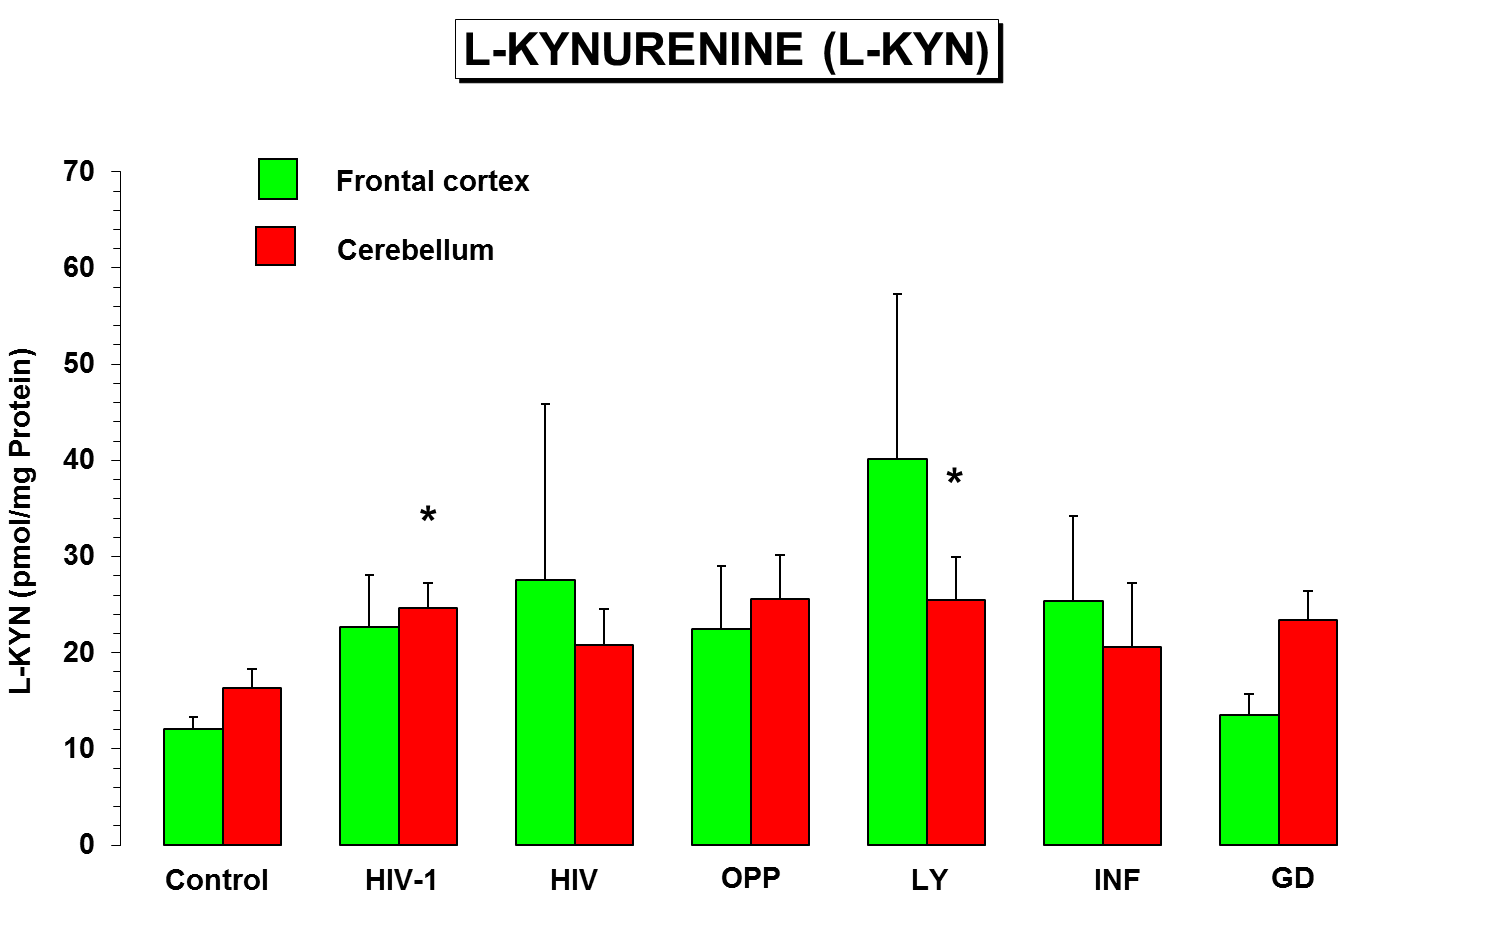 L-KYNURENINE (L-KYN)
Frontal cortex
Cerebellum
L-KYN (pmol/mg Protein)
70
60
50
40
30
20
10
0
*
*
Control HIV-1 HIV OPP LY INF GD